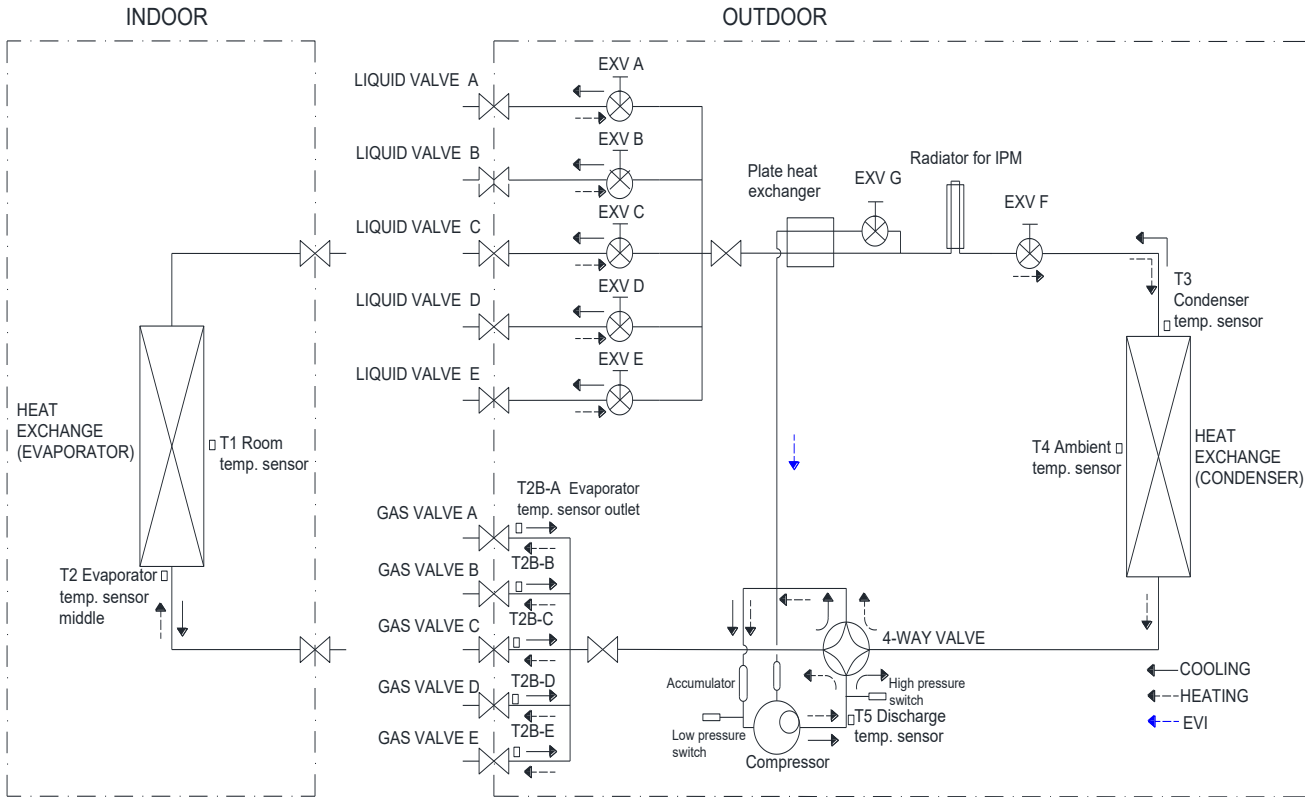 INDOOR
OUTDOOR
LIQUID VALVE A
EXV A
LIQUID VALVE B
EXV B
LIQUID VALVE C
EXV C
LIQUID VALVE D
EXV D
LIQUID VALVE E
EXV E
Plate heat
exchanger
EXV G
Radiator for IPM
EXV F
T3
Condenser
temp. sensor
HEAT
EXCHANGE
(EVAPORATOR)
T1 Room
temp. sensor
T4 Ambient
temp. sensor
HEAT
EXCHANGE
(CONDENSER)
T2 Evaporator
temp. sensor
middle
T2B-A Evaporator
temp. sensor outlet
GAS VALVE A
T2B-B
GAS VALVE B
T2B-C
GAS VALVE C
T2B-D
GAS VALVE D
T2B-E
GAS VALVE E
4-WAY VALVE
Accumulator
High pressure
switch
Low pressure
switch
T5 Discharge
temp. sensor
Compressor
COOLING
HEATING
EVI